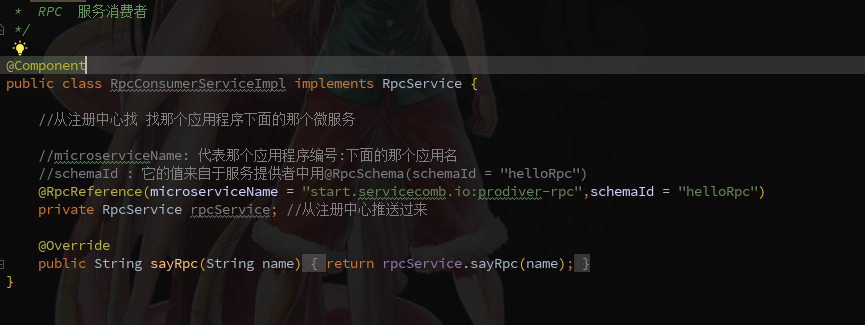 * RPC 服务消费者
*/
@Component
public class RpcConsumerServiceImpl implements RpcService {
//从注册中心找 找那个应用程序下面的那个微服务
//microserviceName: 代表那个应用程序编号:下面的那个应用名
//schemaId : 它的值来自于服务提供者中用@RpcSchema(schemaId = "helloRpc")
@RpcReference(microserviceName = "start.servicecomb.io:prodiver-rpc",schemaId = "helloRpc")
private RpcService rpcService; //从注册中心推送过来
@Override
public String sayRpc(String name) { return rpcService.sayRpc(name); }
}